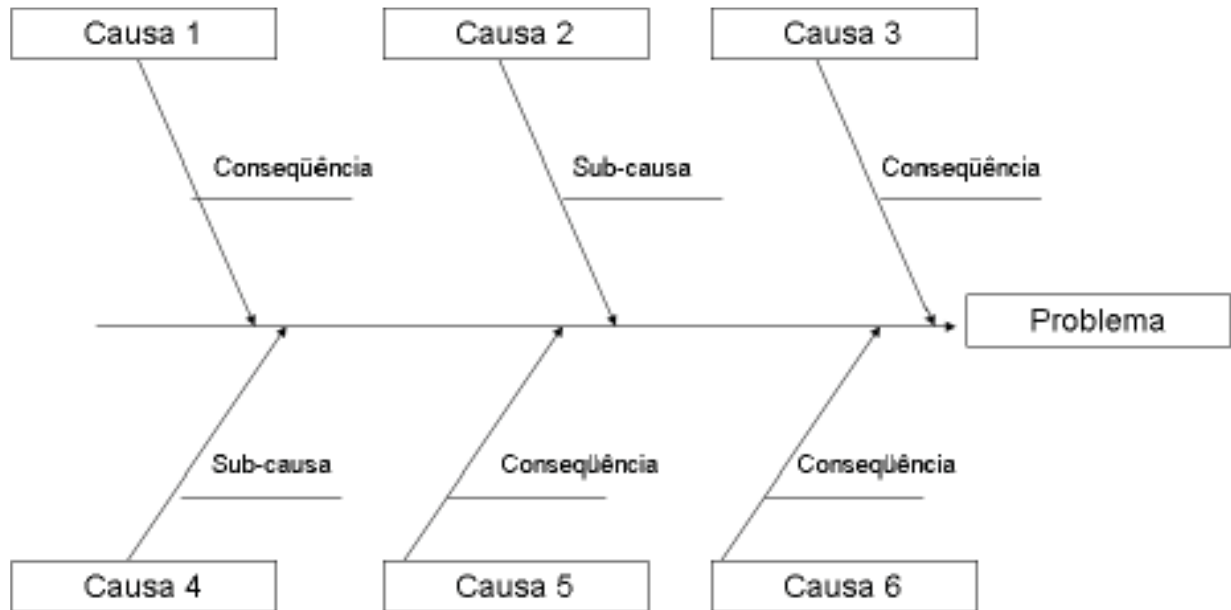 Causa 1
Causa 2
Causa 3
Conseqüência
Sub-causa
Conseqüência
Problema
Sub-causa
Conseqüência
Conseqüência
Causa 4
Causa 5
Causa 6